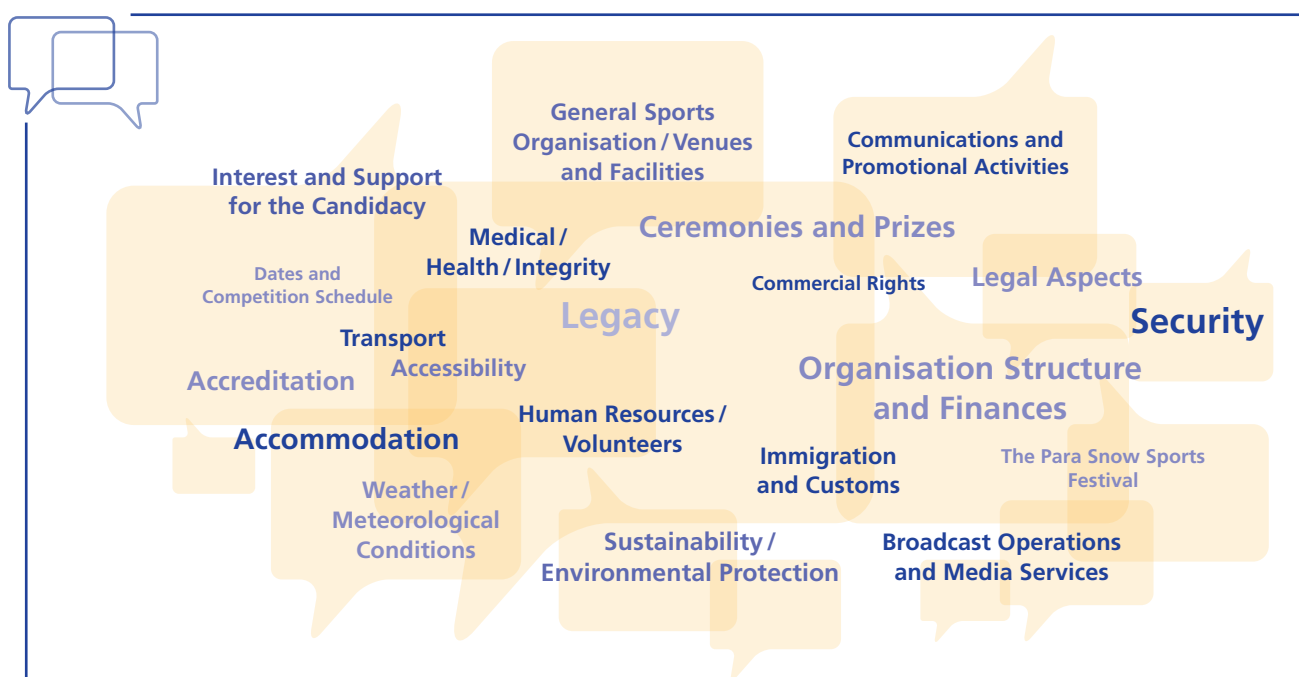 General Sports
Organisation / Venues
and Facilities
Communications and
Promotional Activities
Interest and Support
for the Candidacy
Ceremonies and Prizes
Medical /
Health / Integrity
Dates and
Competition Schedule
Commercial Rights
Legal Aspects
Legacy
Security
Transport
Accessibility
Accreditation
Organisation Structure
and Finances
Human Resources /
Volunteers
Accommodation
Immigration
and Customs
The Para Snow Sports
Festival
Weather /
Meteorological
Conditions
Sustainability /
Environmental Protection
Broadcast Operations
and Media Services